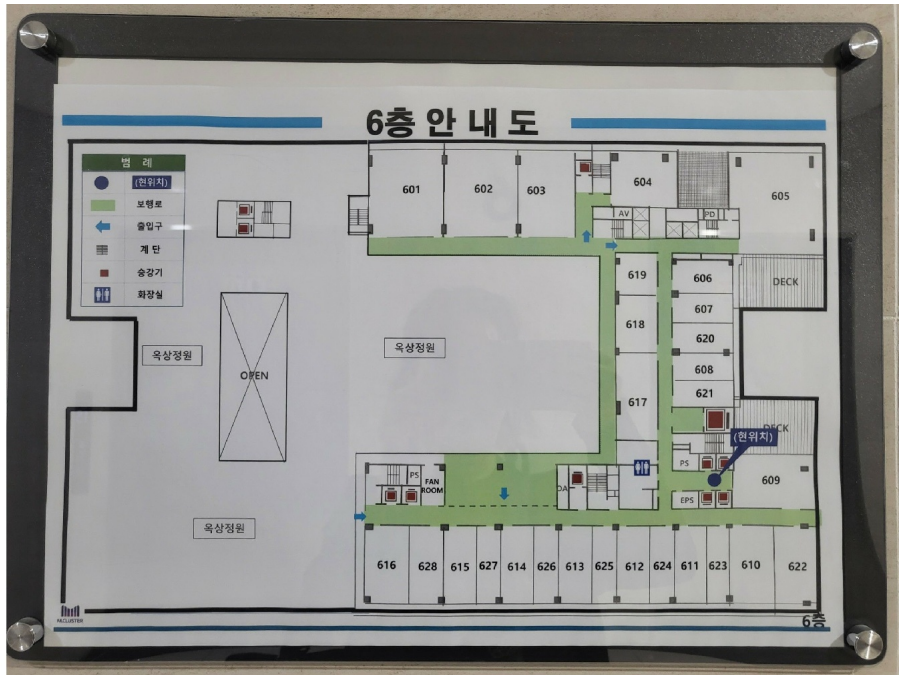 6층 안 내 도
범 례
(현위치)
보행로
출입구
계 단
승강기
화장실
601
602
603
604
605
AV
PD
619
606
DECK
607
618
620
옥상정원
옥상정원
608
OPEN
621
617
DECK
(현위치)
PS
PS
FAN
ROOM
DA
609
EPS
옥상정원
616
628
615
627
614
626
613
625
612
624
611
623
610
622
MCLUSTER
6층